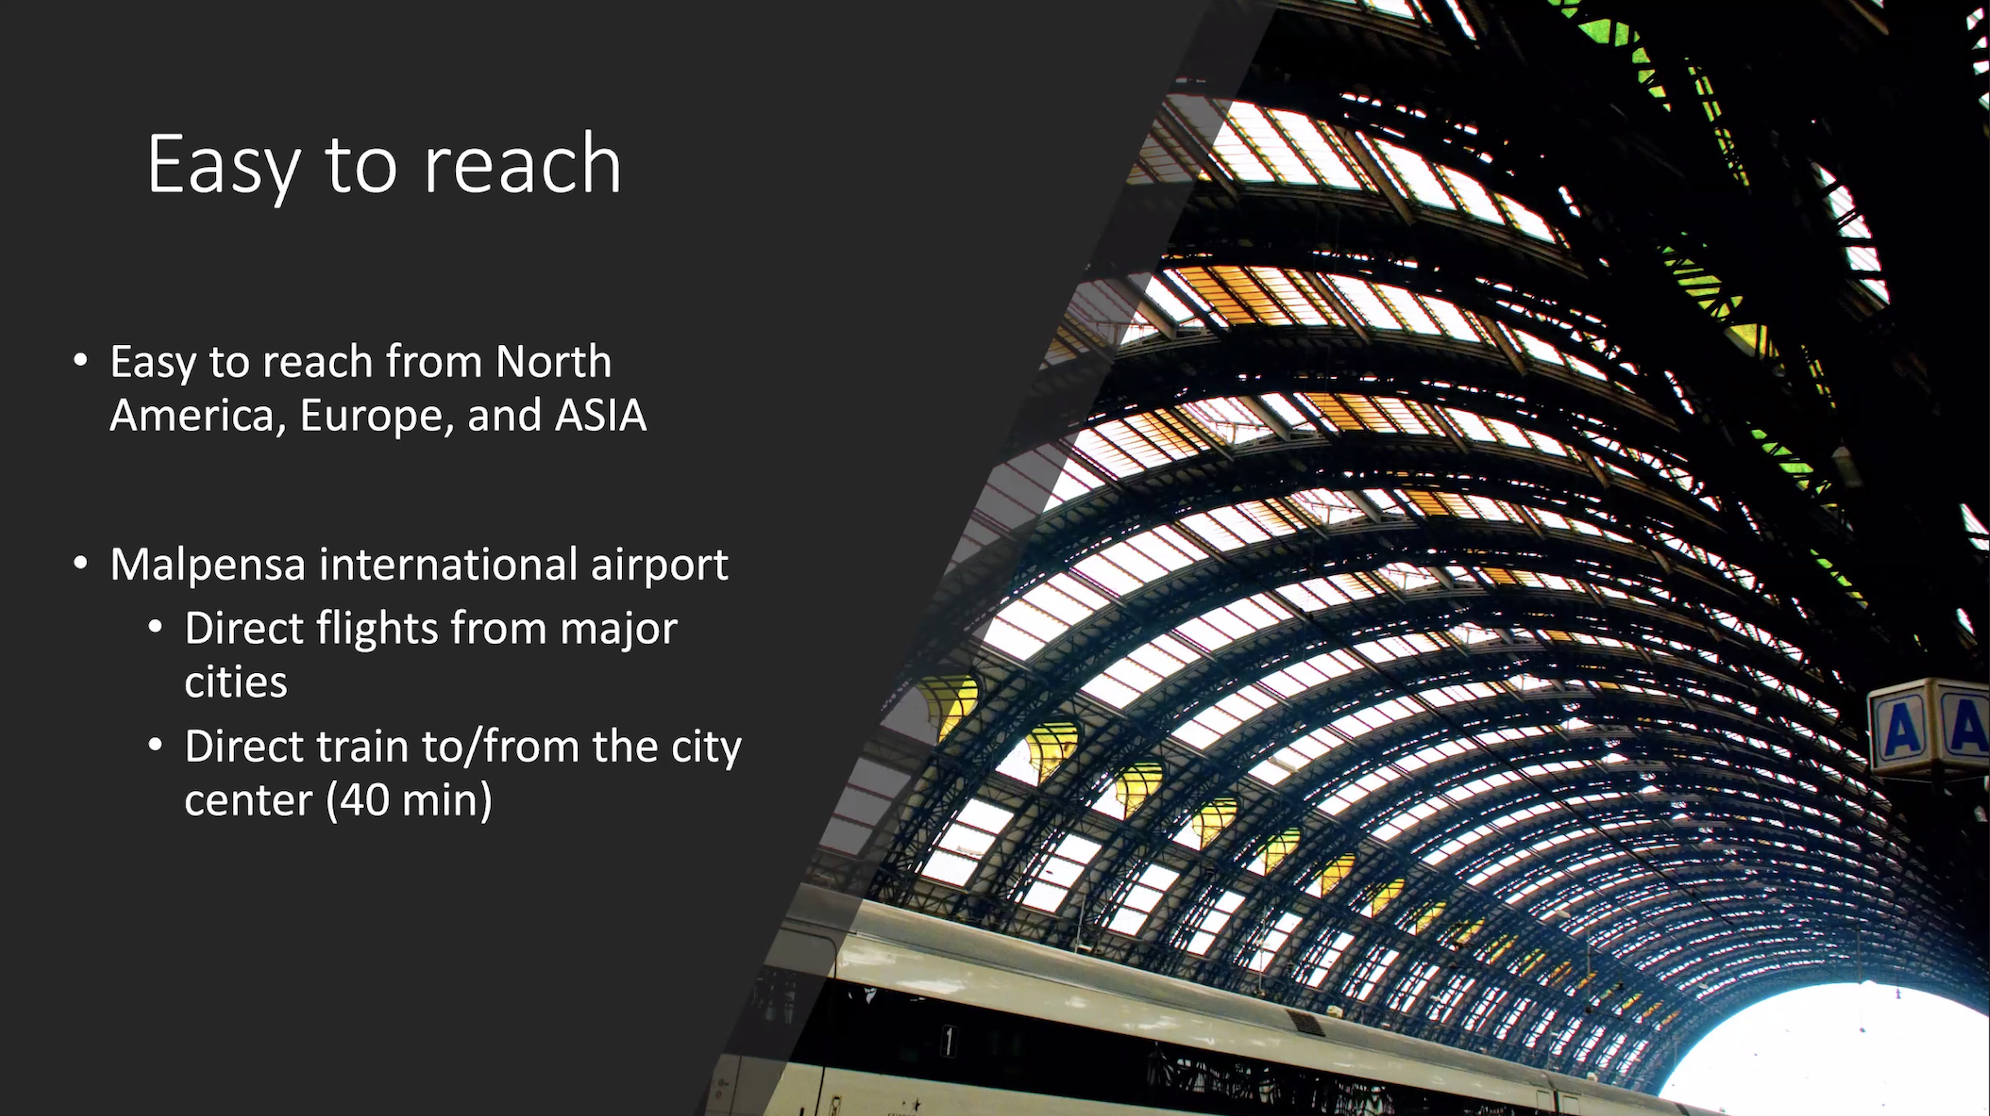 Easy to reach
• Easy to reach from North
America, Europe, and ASIA
• Malpensa international airport
• Direct flights from major
cities
• Direct train to/from the city
center (40 min)
A A
1